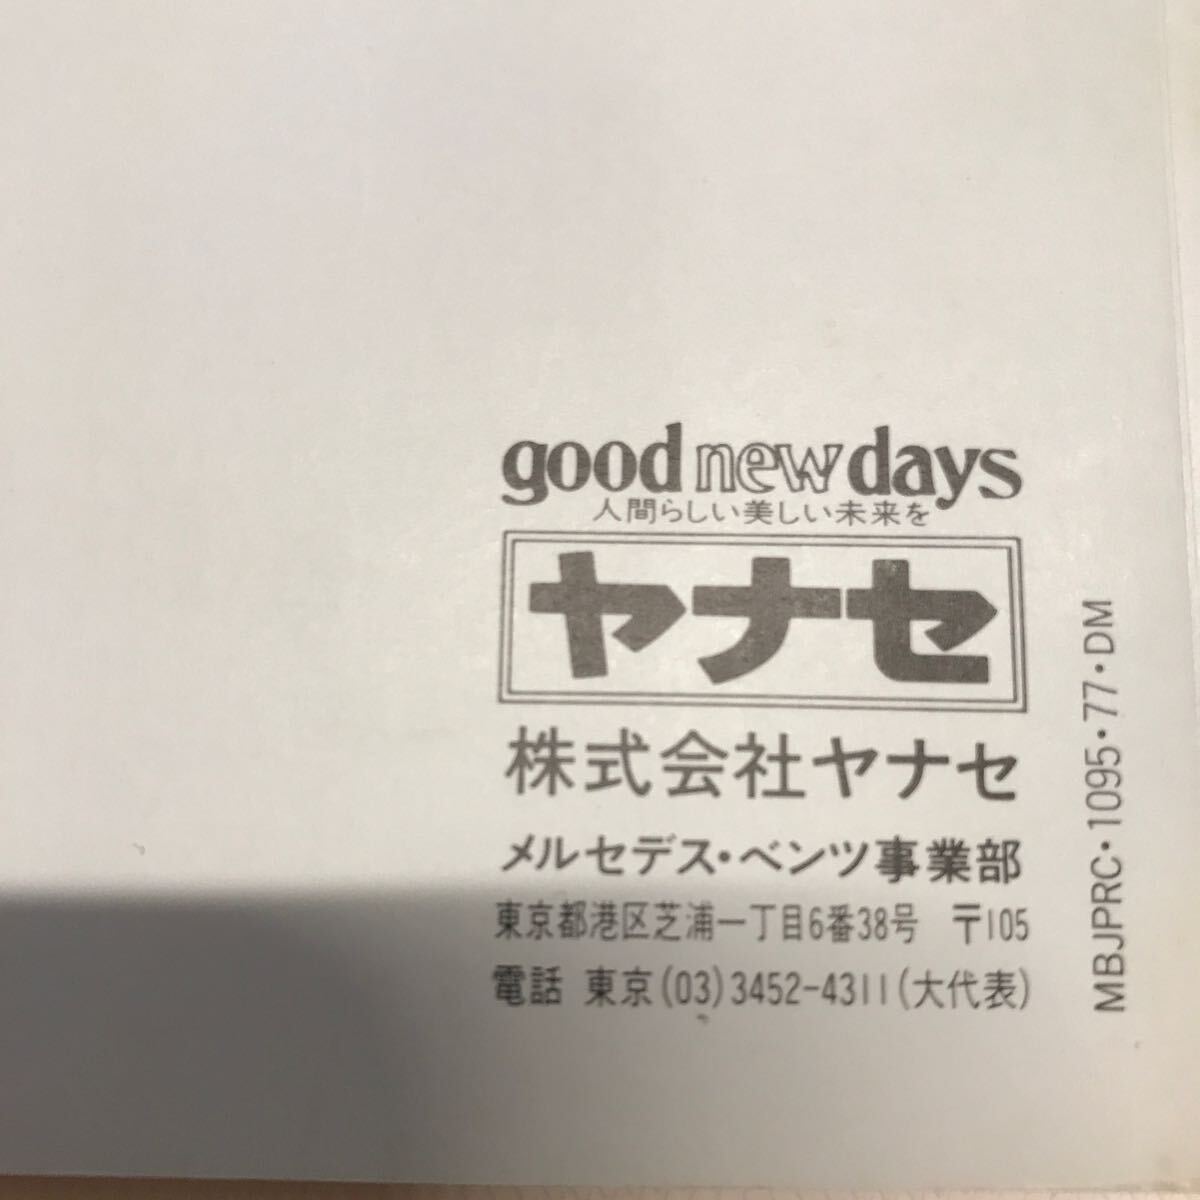 good new days
人間らしい美しい未来を
ヤナセ
株式会社ヤナセ
メルセデス・ベンツ事業部
東京都港区芝浦一丁目6番38号 〒105
電話 東京(03)3452-4311(大代表)
MBJPRC・1095・77・DM